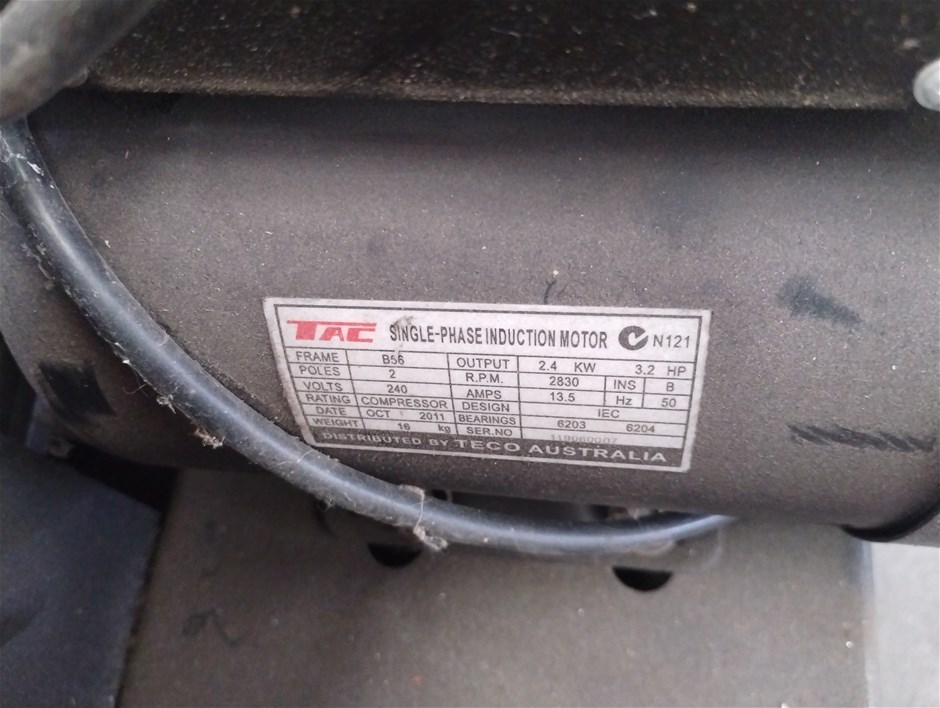 TAC SINGLE-PHASE INDUCTION MOTOR N121
FRAME B56 OUTPUT 2.4 KW 3.2 HP
POLES 2 R.P.M. 2830 INS B
VOLTS 240 AMPS 13.5 Hz 50
RATING COMPRESSOR DESIGN IEC
DATE OCT 2011 BEARINGS 6203 6204
WEIGHT 16 kg SER.NO
DISTRIBUTED BY TECO AUSTRALIA